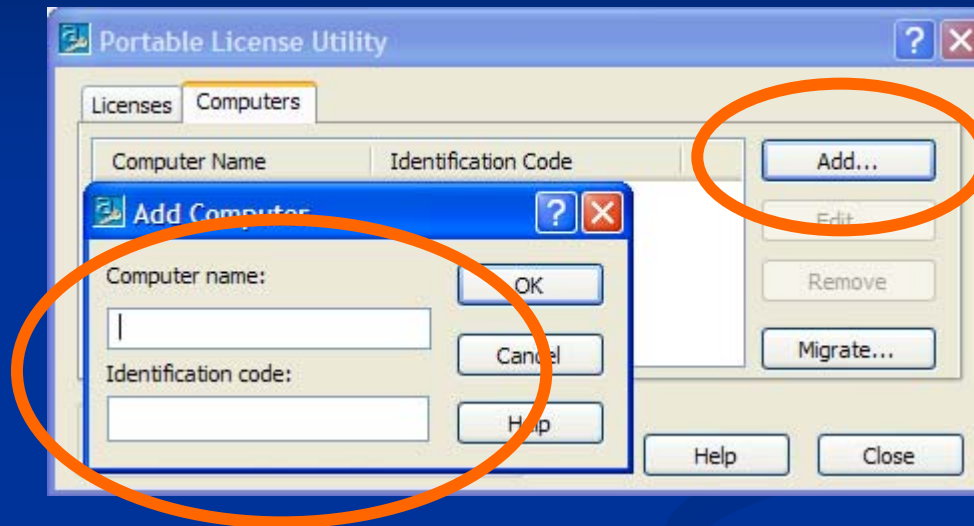 Portable License Utility
Licenses Computers
Computer Name Identification Code
Add...
Add Computer
Edit...
Computer name:
OK
Remove
Cancel
Migrate...
Identification code:
Help
Help Close